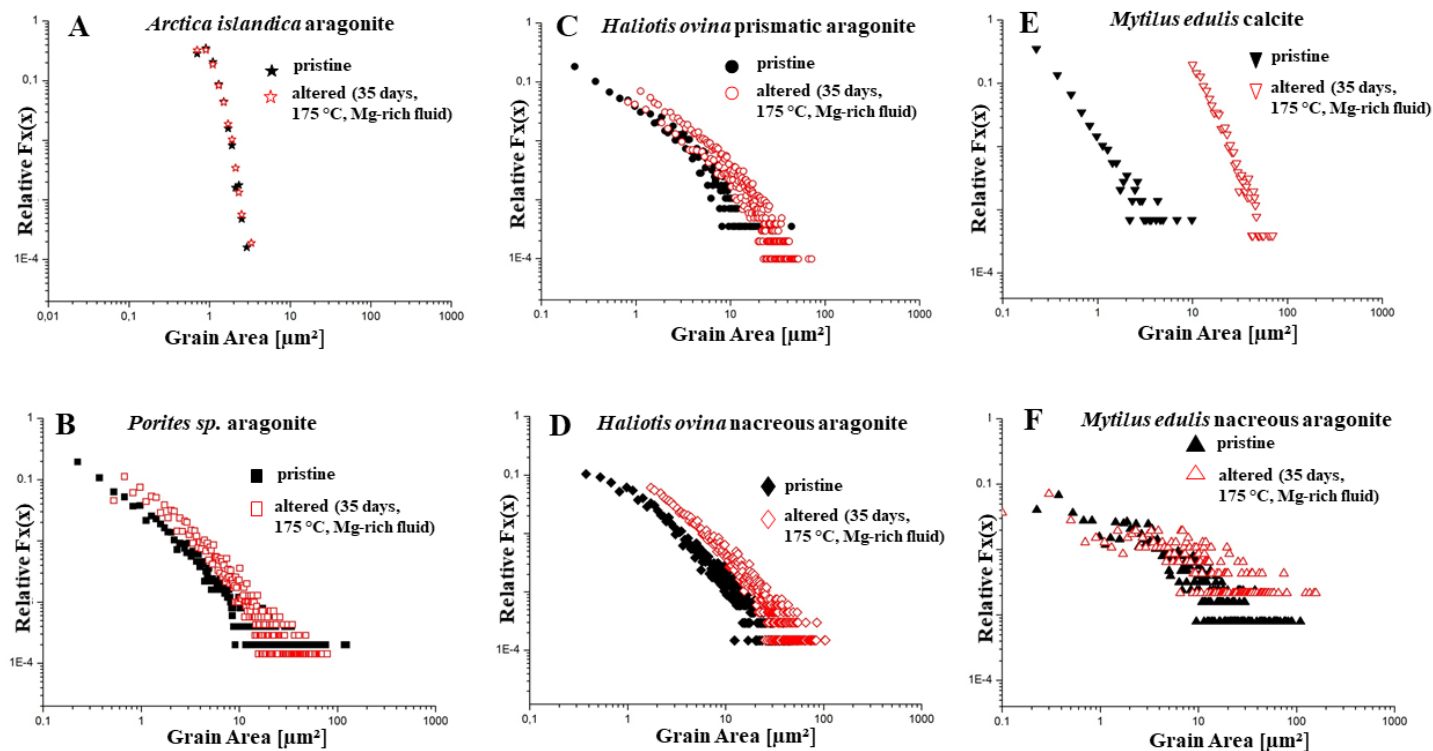 A
Arctica islandica aragonite
pristine
altered (35 days,
175 °C, Mg-rich fluid)
Relative Fx(x)
0.1
1E-4
0,01
0.1
1
10
100
1000
Grain Area [µm²]
C
Haliotis ovina prismatic aragonite
pristine
altered (35 days,
175 °C, Mg-rich fluid)
Relative Fx(x)
1
0.1
1E-4
0.1
1
10
100
1000
Grain Area [µm²]
E
Mytilus edulis calcite
pristine
altered (35 days,
175 °C, Mg-rich fluid)
Relative Fx(x)
0.1
1E-4
0.1
1
10
100
1000
Grain Area [µm²]
B
Porites sp. aragonite
pristine
altered (35 days,
175 °C, Mg-rich fluid)
Relative Fx(x)
1
0.1
1E-4
0.1
1
10
100
1000
Grain Area [µm²]
D
Haliotis ovina nacreous aragonite
pristine
altered (35 days,
175 °C, Mg-rich fluid)
Relative Fx(x)
1
0.1
1E-4
0.1
1
10
100
1000
Grain Area [µm²]
F
Mytilus edulis nacreous aragonite
pristine
altered (35 days,
175 °C, Mg-rich fluid)
Relative Fx(x)
1
0.1
1E-4
0.1
1
10
100
1000
Grain Area [µm²]